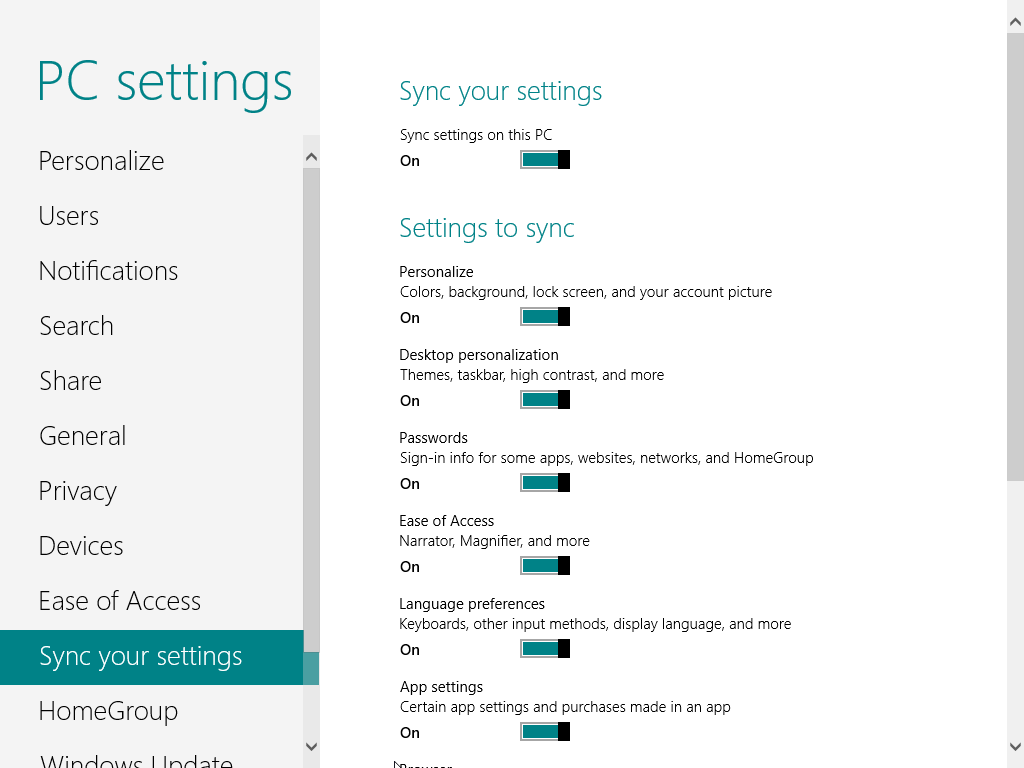 PC settings
Personalize
Users
Notifications
Search
Share
General
Privacy
Devices
Ease of Access
Sync your settings
HomeGroup
Windows Update
Sync your settings
Sync settings on this PC
On
Settings to sync
Personalize
Colors, background, lock screen, and your account picture
On
Desktop personalization
Themes, taskbar, high contrast, and more
On
Passwords
Sign-in info for some apps, websites, networks, and HomeGroup
On
Ease of Access
Narrator, Magnifier, and more
On
Language preferences
Keyboards, other input methods, display language, and more
On
App settings
Certain app settings and purchases made in an app
On
Browser